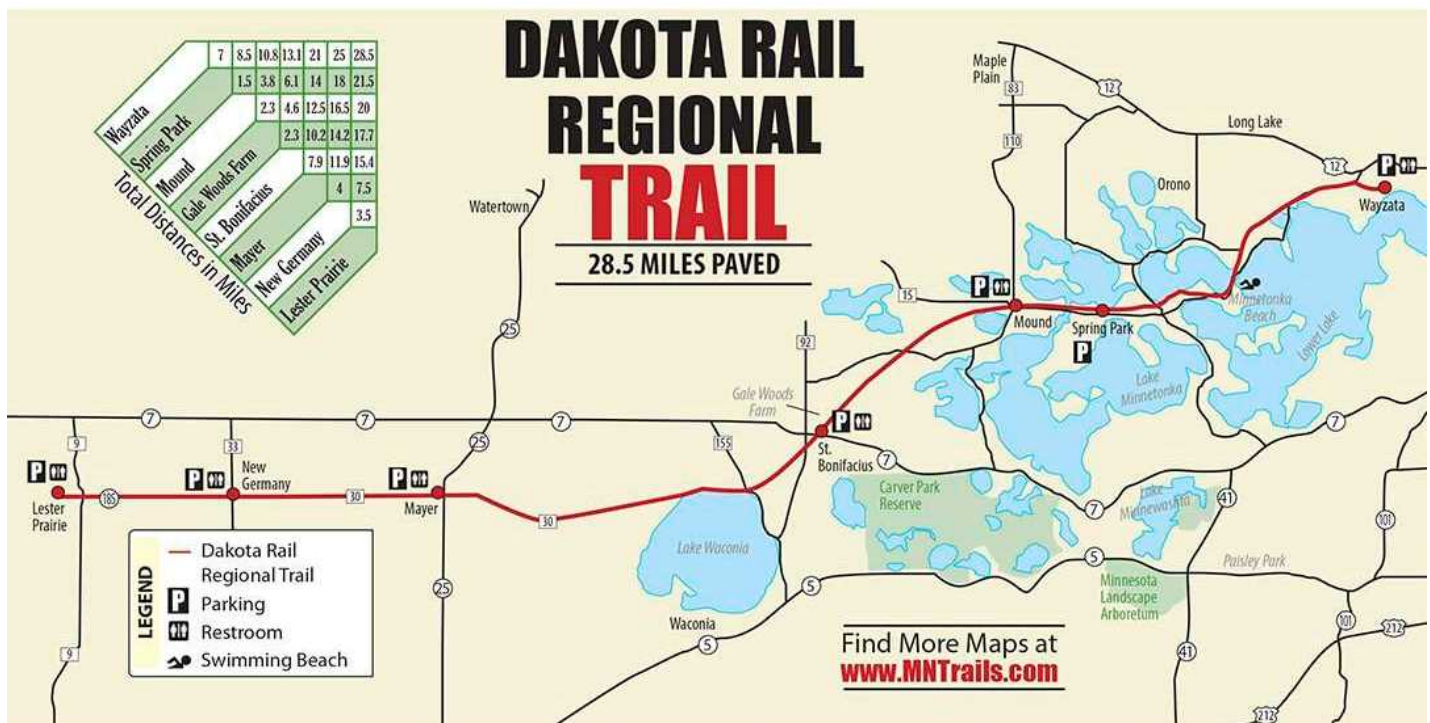 DAKOTA RAIL
REGIONAL
TRAIL
28.5 MILES PAVED
7 8.5 10.8 13.1 21 25 28.5
1.5 3.8 6.1 14 18 21.5
2.3 4.6 12.5 16.5 20
2.3 10.2 14.2 17.7
7.9 11.9 15.4
4 7.5
3.5
Wayzata
Spring Park
Mound
Gale Woods Farm
St. Bonifacius
Mayer
New Germany
Lester Prairie
Total Distances in Miles
Maple
Plain
83
12
110
Long Lake
12
P
Wayzata
Orono
Watertown
25
15
P
Mound
Spring Park
P
Minnetonka
Beach
Lower Lake
Lake
Minnetonka
92
Gale Woods
Farm
P
St.
Bonifacius
7
7
7
9
33
25
155
7
7
P
Lester
Prairie
185
P
New
Germany
30
P
Mayer
30
Carver Park
Reserve
Lake
Minnewashta
41
101
Lake Waconia
Waconia
5
5
5
Paisley Park
Minnesota
Landscape
Arboretum
25
9
41
101
212
212
LEGEND
Dakota Rail
Regional Trail
P Parking
Restroom
Swimming Beach
Find More Maps at
www.MNTrails.com